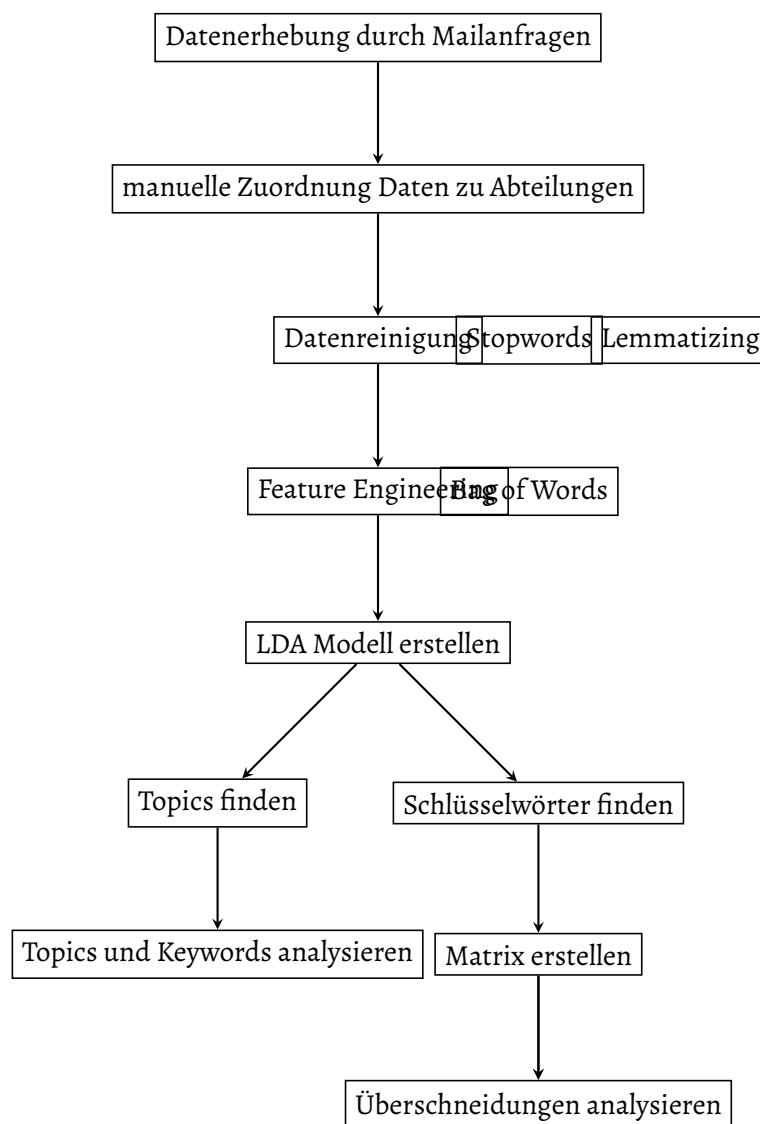 Datenerhebung durch Mailanfragen
manuelle Zuordnung Daten zu Abteilungen
Datenreinigung Stopwords Lemmatizing
Feature Engineering Bag of Words
LDA Modell erstellen
Topics finden
Schlüsselwörter finden
Topics und Keywords analysieren
Matrix erstellen
Überschneidungen analysieren